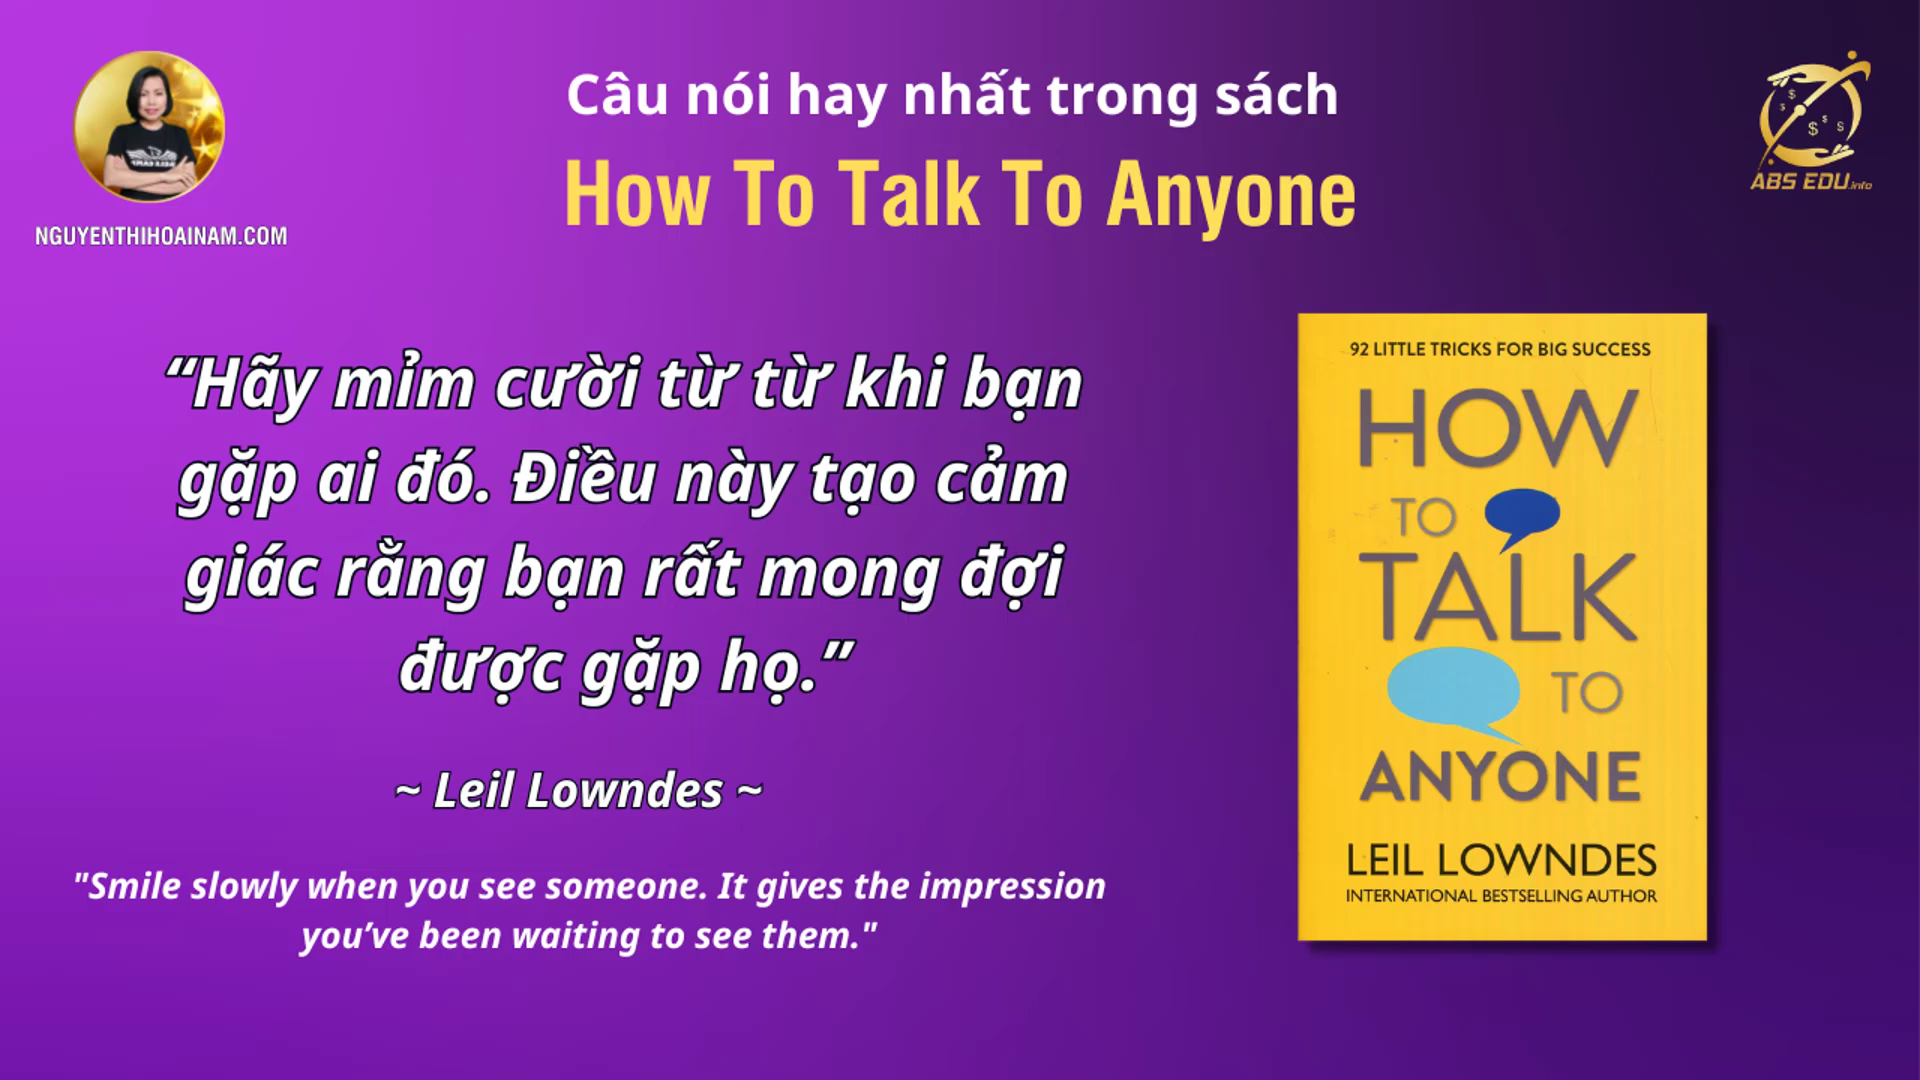 Câu nói hay nhất trong sách
How To Talk To Anyone
NGUYENTHIHOAINAM.COM
ABS EDU.info
“Hãy mỉm cười từ từ khi bạn
gặp ai đó. Điều này tạo cảm
giác rằng bạn rất mong đợi
được gặp họ.”
~ Leil Lowndes ~
"Smile slowly when you see someone. It gives the impression
you’ve been waiting to see them."
92 LITTLE TRICKS FOR BIG SUCCESS
HOW
TO
TALK
TO
ANYONE
LEIL LOWNDES
INTERNATIONAL BESTSELLING AUTHOR